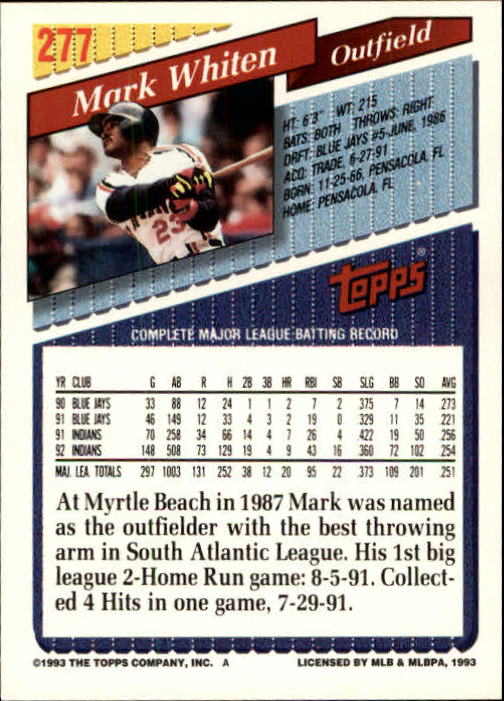 277
Mark Whiten
Outfield
HT: 6'3" WT: 215
BATS: BOTH THROWS: RIGHT
DRFT: BLUE JAYS #5-JUNE, 1986
ACQ: TRADE, 6-27-91
BORN: 11-25-66, PENSACOLA, FL
HOME: PENSACOLA, FL
23
Topps®
COMPLETE MAJOR LEAGUE BATTING RECORD
YR CLUB G AB R H 2B 3B HR RBI SB SLG BB SO AVG
90 BLUE JAYS 33 88 12 24 1 1 2 7 2 .375 7 14 .273
91 BLUE JAYS 46 149 12 33 4 3 2 19 0 .329 11 35 .221
91 INDIANS 70 258 34 66 14 4 7 26 4 .422 19 50 .256
92 INDIANS 148 508 73 129 19 4 9 43 16 .360 72 102 .254
MAJ. LEA. TOTALS 297 1003 131 252 38 12 20 95 22 .373 109 201 .251
At Myrtle Beach in 1987 Mark was named
as the outfielder with the best throwing
arm in South Atlantic League. His 1st big
league 2-Home Run game: 8-5-91. Collect-
ed 4 Hits in one game, 7-29-91.
©1993 THE TOPPS COMPANY, INC. A LICENSED BY MLB & MLBPA, 1993